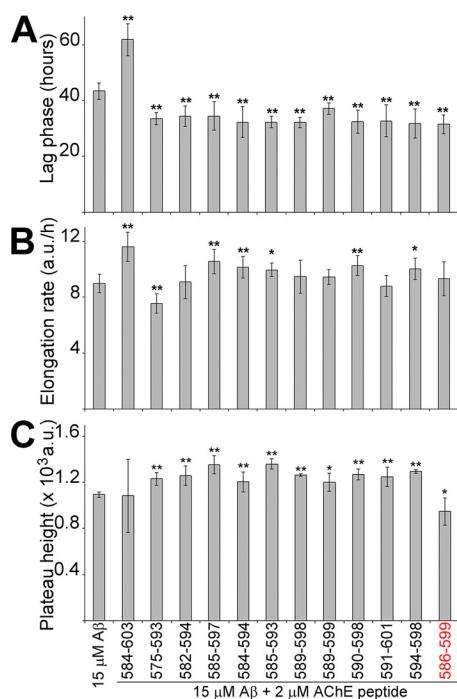 A
Lag phase (hours)
60
40
20
** ** ** ** ** ** ** ** ** ** ** **
B
Elongation rate (a.u./h)
12
8
4
** ** ** ** * ** *
C
Plateau height (x 10³a.u.)
1.6
1.2
0.8
0.4
** ** ** ** ** ** * ** ** ** *
15 µM Aβ
584-603
575-593
582-594
585-597
584-594
585-593
589-598
589-599
590-598
591-601
594-598
586-599
15 µM Aβ + 2 µM AChE peptide